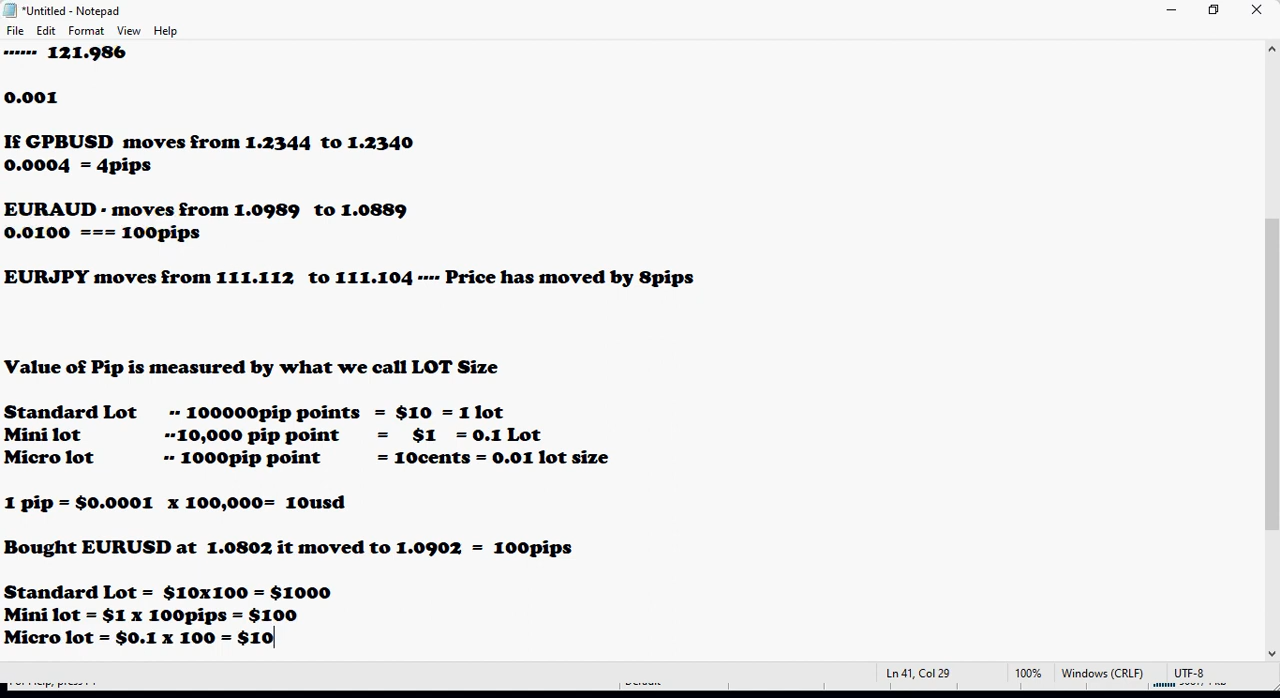 *Untitled - Notepad
File Edit Format View Help
------ 121.986
0.001
If GPBUSD moves from 1.2344 to 1.2340
0.0004 = 4pips
EURAUD - moves from 1.0989 to 1.0889
0.0100 === 100pips
EURJPY moves from 111.112 to 111.104 ---- Price has moved by 8pips
Value of Pip is measured by what we call LOT Size
Standard Lot -- 100000pip points = $10 = 1 lot
Mini lot --10,000 pip point = $1 = 0.1 Lot
Micro lot -- 1000pip point = 10cents = 0.01 lot size
1 pip = $0.0001 x 100,000= 10usd
Bought EURUSD at 1.0802 it moved to 1.0902 = 100pips
Standard Lot = $10x100 = $1000
Mini lot = $1 x 100pips = $100
Micro lot = $0.1 x 100 = $10
Ln 41, Col 29 100% Windows (CRLF) UTF-8